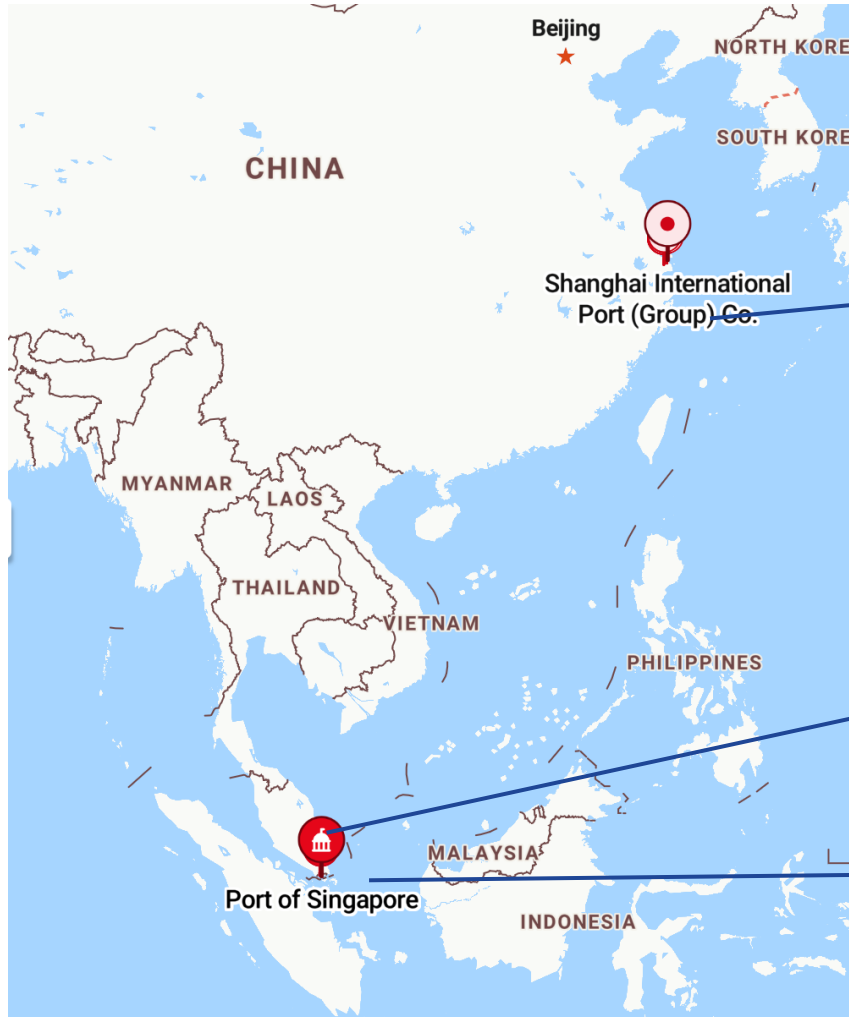 Beijing
NORTH KORE
SOUTH KORE
CHINA
Shanghai International
Port (Group) Co.
MYANMAR
LAOS
THAILAND
VIETNAM
PHILIPPINES
MALAYSIA
Port of Singapore
INDONESIA